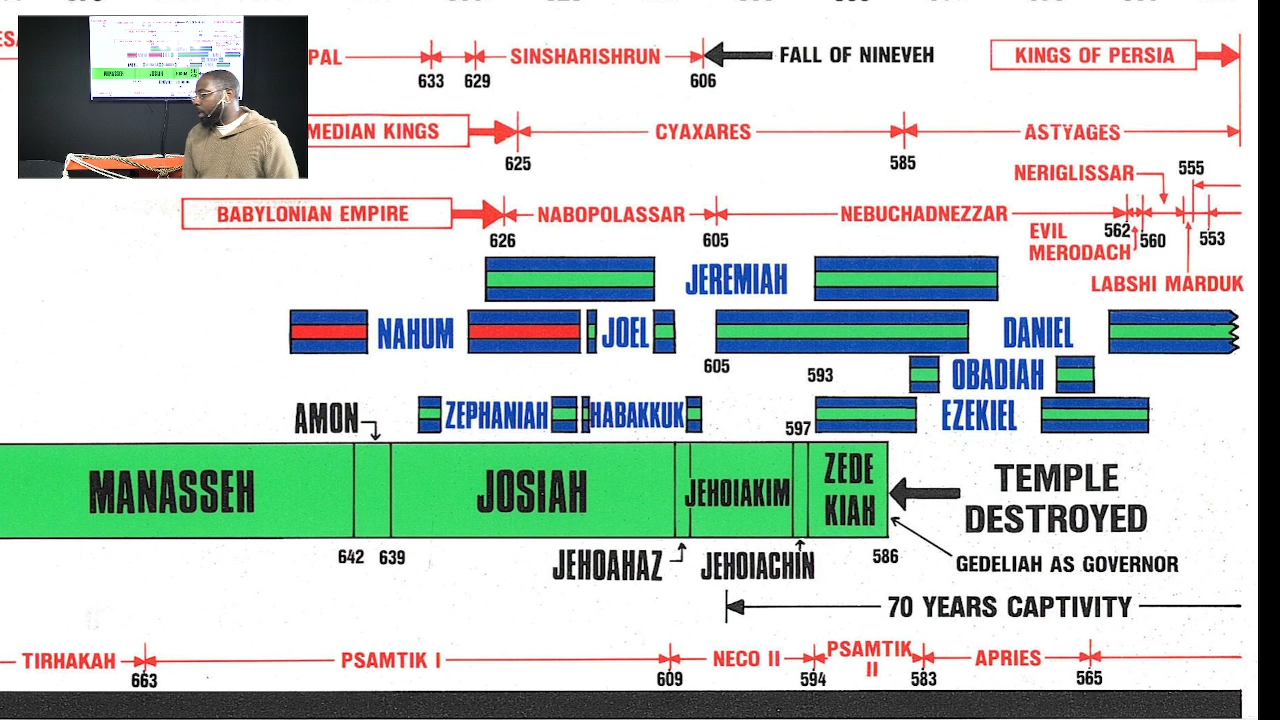 PAL
SINSHARISHRUN
FALL OF NINEVEH
KINGS OF PERSIA
633
629
606
MEDIAN KINGS
CYAXARES
ASTYAGES
625
585
NERIGLISSAR
555
BABYLONIAN EMPIRE
NABOPOLASSAR
NEBUCHADNEZZAR
626
605
EVIL
MERODACH
562
560
553
LABSHI MARDUK
JEREMIAH
NAHUM
JOEL
DANIEL
605
593
OBADIAH
AMON
ZEPHANIAH
HABAKKUK
597
EZEKIEL
MANASSEH
JOSIAH
JEHOIAKIM
ZEDE
KIAH
TEMPLE
DESTROYED
642
639
JEHOAHAZ
JEHOIACHIN
586
GEDELIAH AS GOVERNOR
70 YEARS CAPTIVITY
TIRHAKAH
PSAMTIK I
NECO II
PSAMTIK
II
APRIES
663
609
594
583
565